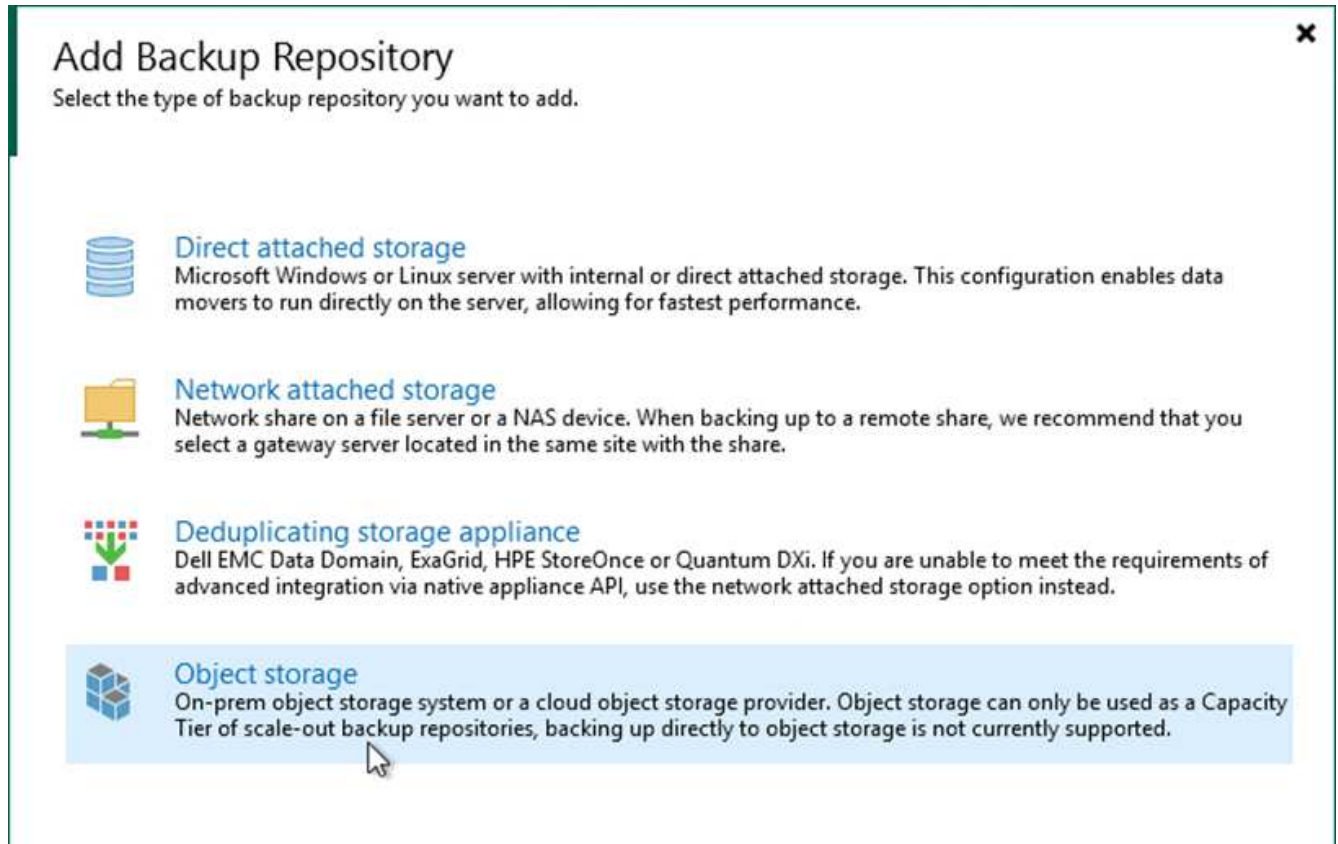 Add Backup Repository
Select the type of backup repository you want to add.
Direct attached storage
Microsoft Windows or Linux server with internal or direct attached storage. This configuration enables data
movers to run directly on the server, allowing for fastest performance.
Network attached storage
Network share on a file server or a NAS device. When backing up to a remote share, we recommend that you
select a gateway server located in the same site with the share.
Deduplicating storage appliance
Dell EMC Data Domain, ExaGrid, HPE StoreOnce or Quantum DXi. If you are unable to meet the requirements of
advanced integration via native appliance API, use the network attached storage option instead.
Object storage
On-prem object storage system or a cloud object storage provider. Object storage can only be used as a Capacity
Tier of scale-out backup repositories, backing up directly to object storage is not currently supported.